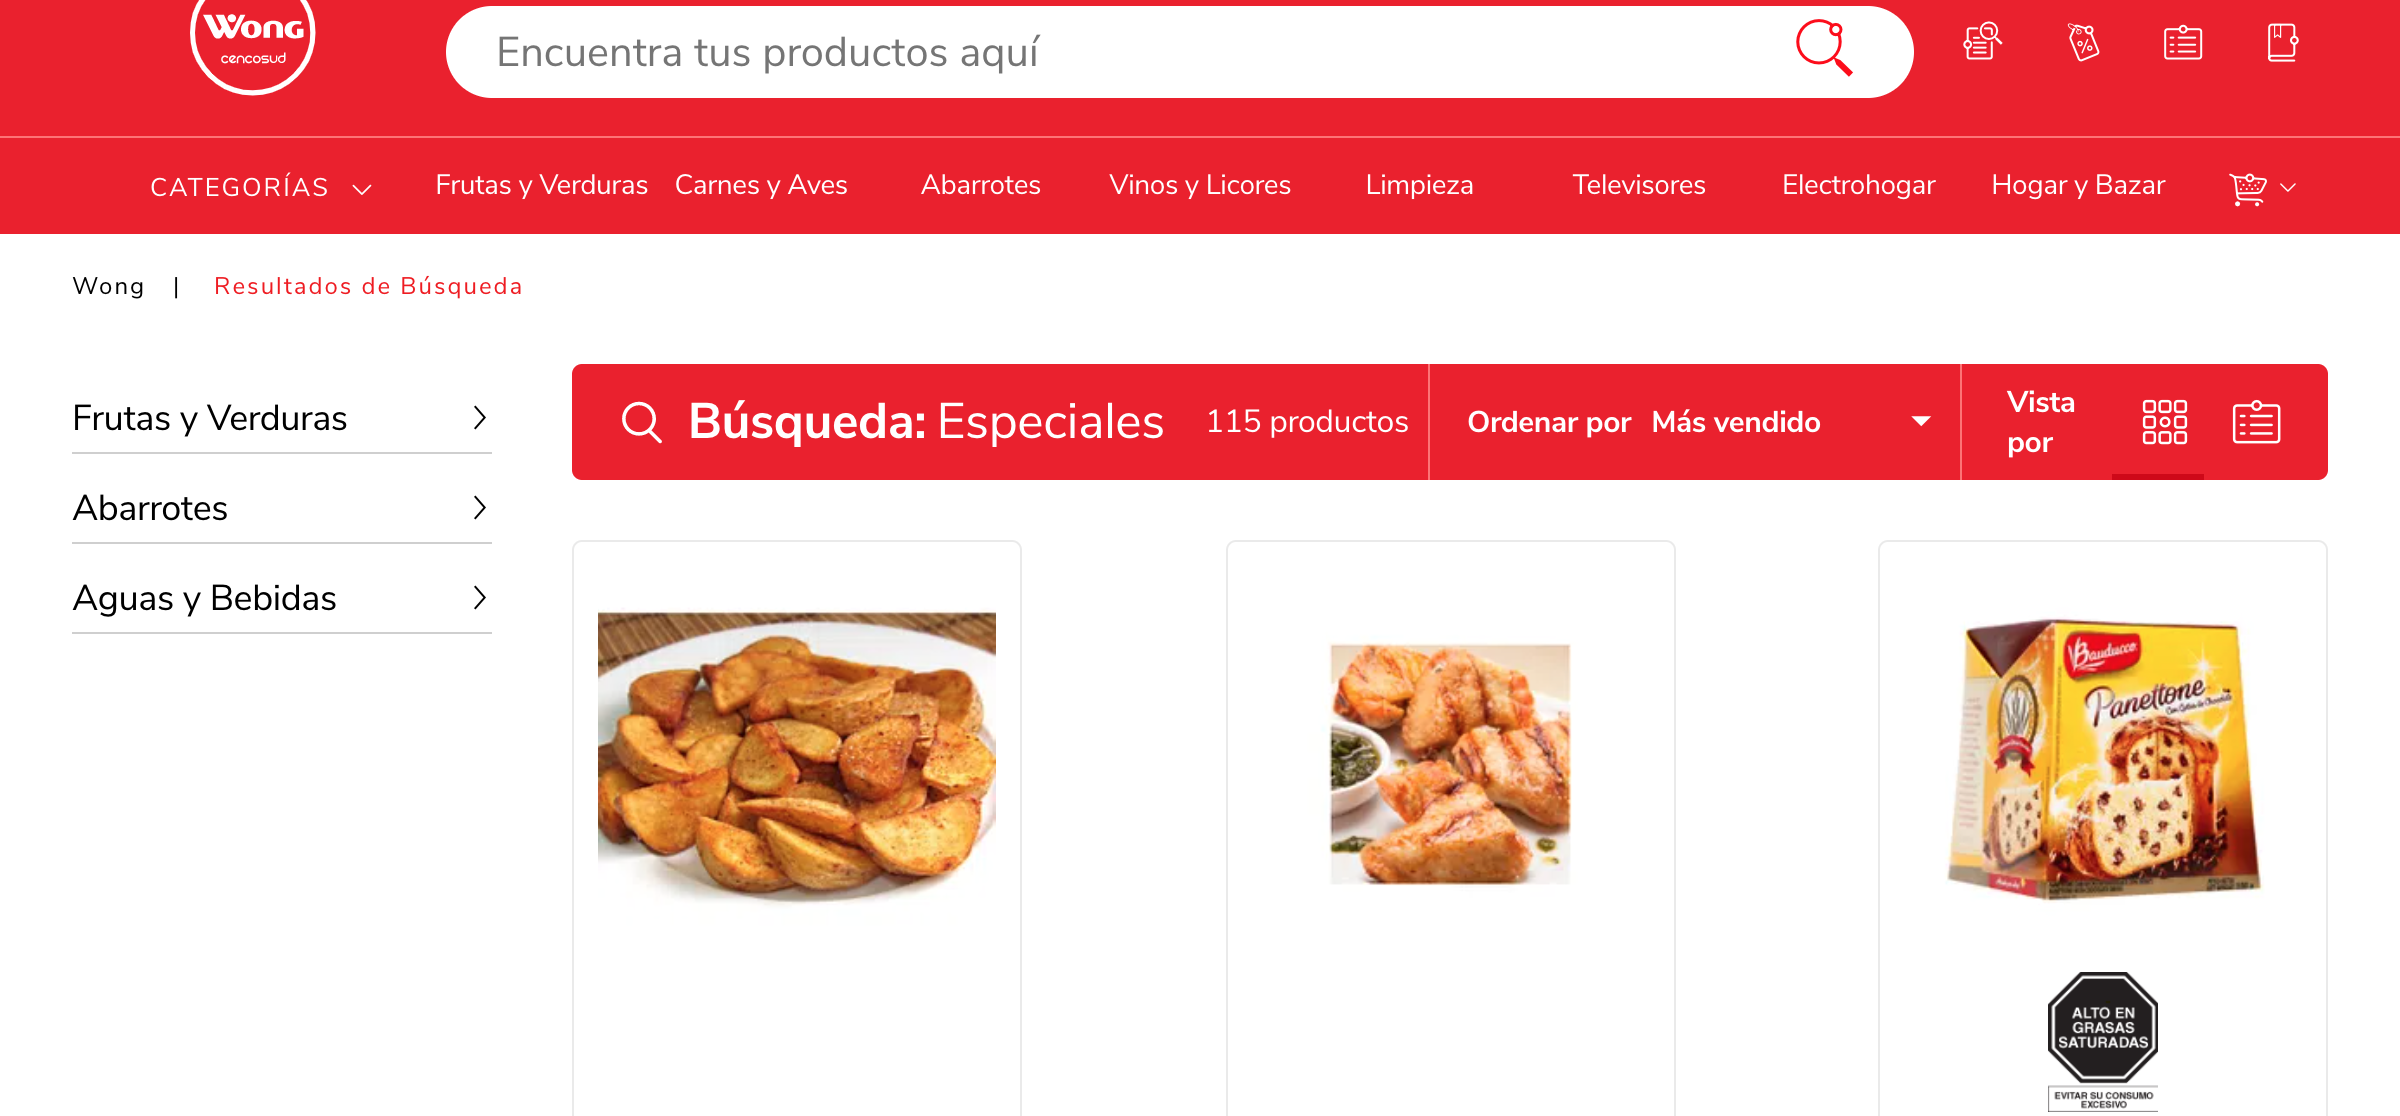 Wong
cencosud
Encuentra tus productos aquí
CATEGORÍAS
Frutas y Verduras
Carnes y Aves
Abarrotes
Vinos y Licores
Limpieza
Televisores
Electrohogar
Hogar y Bazar
Wong | Resultados de Búsqueda
Frutas y Verduras
Abarrotes
Aguas y Bebidas
Búsqueda: Especiales
115 productos
Ordenar por Más vendido
Vista
por
Bauducco
Panettone
ALTO EN
GRASAS
SATURADAS
EVITAR SU CONSUMO
EXCESIVO